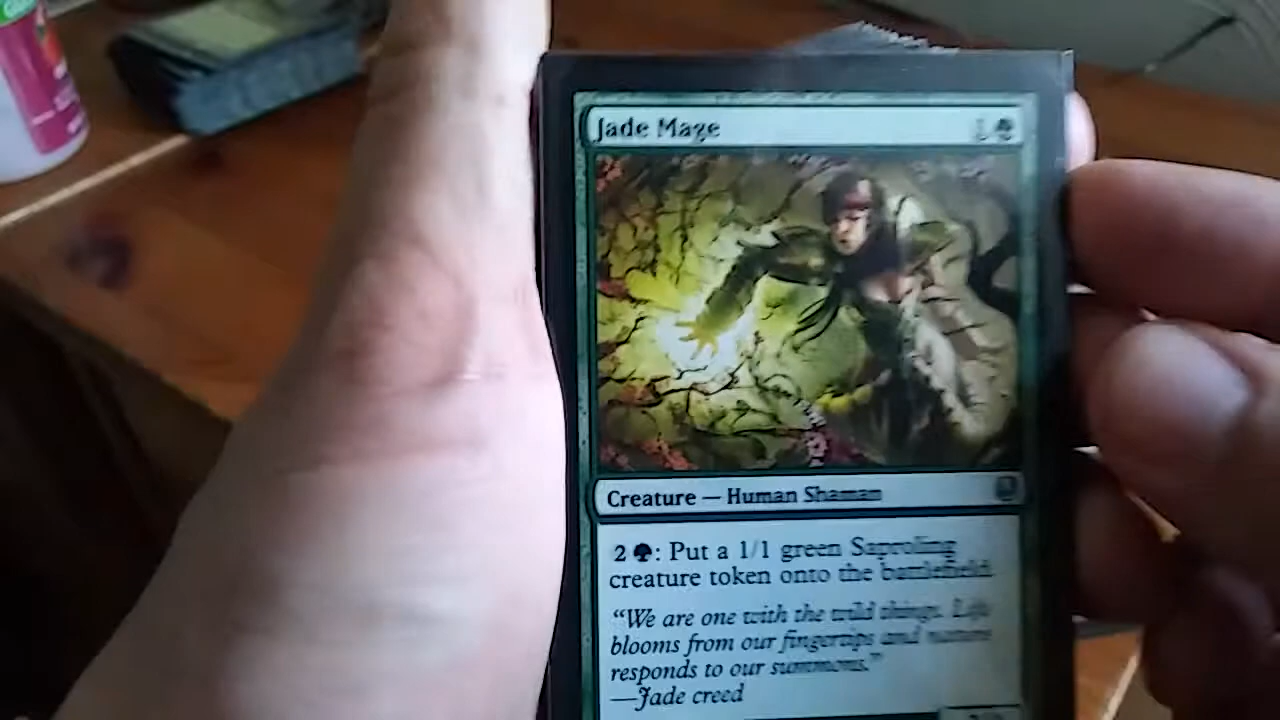 Jade Mage 1
Creature — Human Shaman
2 : Put a 1/1 green Saproling
creature token onto the battlefield.
“We are one with the wild things. Life
blooms from our fingertips and nature
responds to our summons.”
—Jade creed